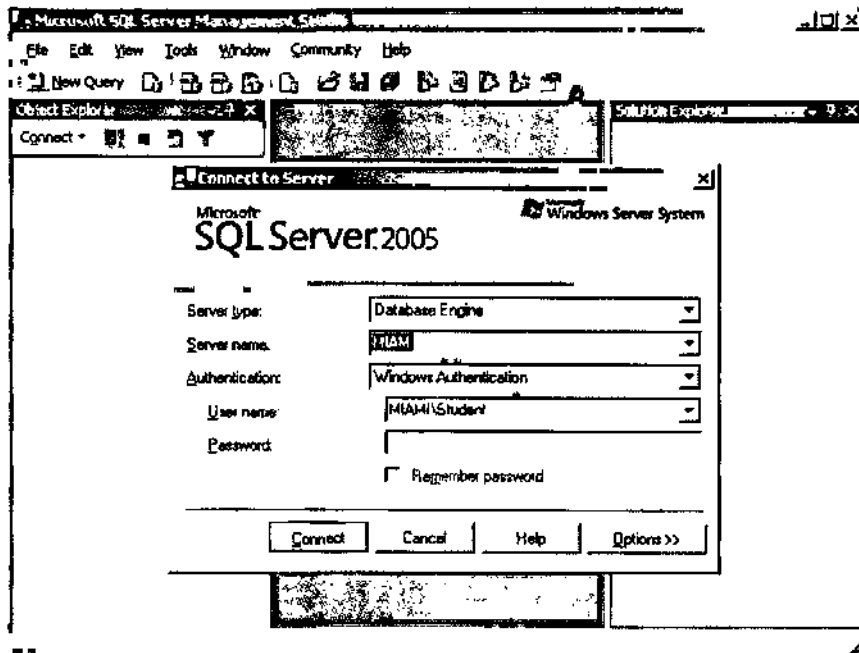 Microsoft SQL Server Management Studio
File Edit View Tools Window Community Help
New Query
Object Explorer
Solution Explorer
Connect
Connect to Server
Microsoft
SQL Server 2005
Windows Server System
Server type: Database Engine
Server name: MIAMI
Authentication: Windows Authentication
User name: MIAMI\Student
Password:
Remember password
Connect Cancel Help Options >>